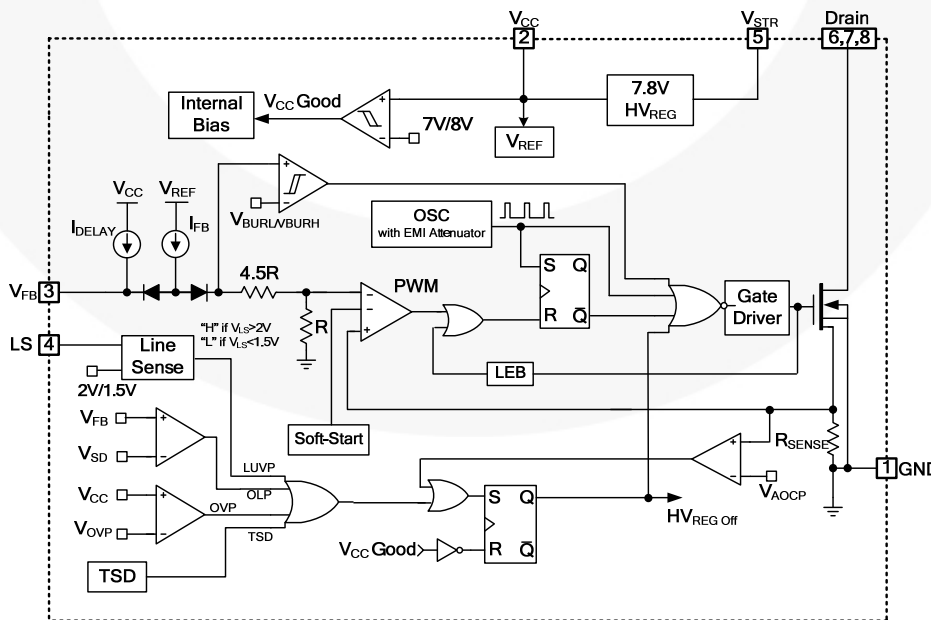 VCC
VSTR
Drain
2
5
6,7,8
Internal
Bias
VCC Good
7V/8V
VREF
7.8V
HVREG
VCC
VREF
IDELAY
IFB
VBURL/VBURH
OSC
with EMI Attenuator
VFB 3
4.5R
R
PWM
S Q
R Q̅
Gate
Driver
LS 4
Line
Sense
"H" if VLS>2V
"L" if VLS<1.5V
2V/1.5V
LEB
Soft-Start
VFB
VSD
VCC
VOVP
LUVP
OLP
OVP
TSD
TSD
VCC Good
S Q
R Q̅
HVREG Off
RSENSE
VAOCP
1 GND